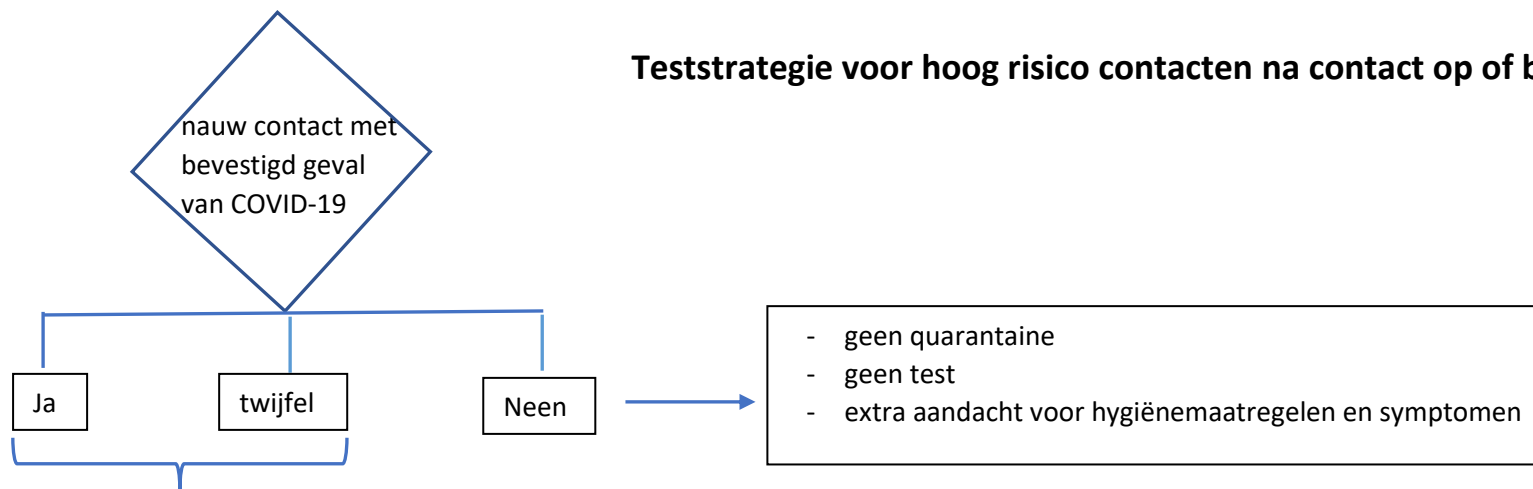 Teststrategie voor hoog risico contacten na contact op of
nauw contact met
bevestigd geval
van COVID-19
Ja
twijfel
Neen
- geen quarantaine
- geen test
- extra aandacht voor hygiënemaatregelen en symptomen